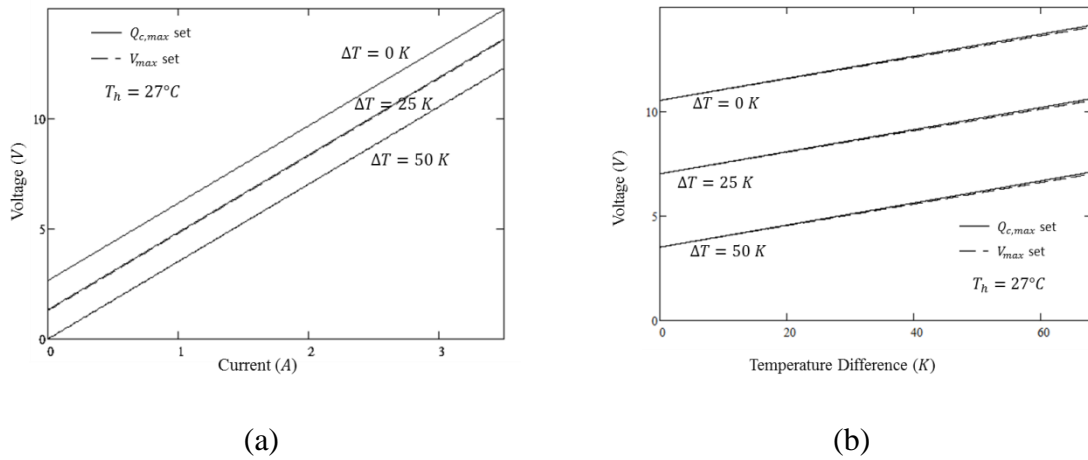 Q_{c,max} set
V_{max} set
T_h = 27°C
ΔT = 0 K
ΔT = 25 K
ΔT = 50 K
Voltage (V)
10
5
0
0 1 2 3
Current (A)
(a)
ΔT = 0 K
ΔT = 25 K
ΔT = 50 K
Q_{c,max} set
V_{max} set
T_h = 27°C
Voltage (V)
10
5
0
0 20 40 60
Temperature Difference (K)
(b)